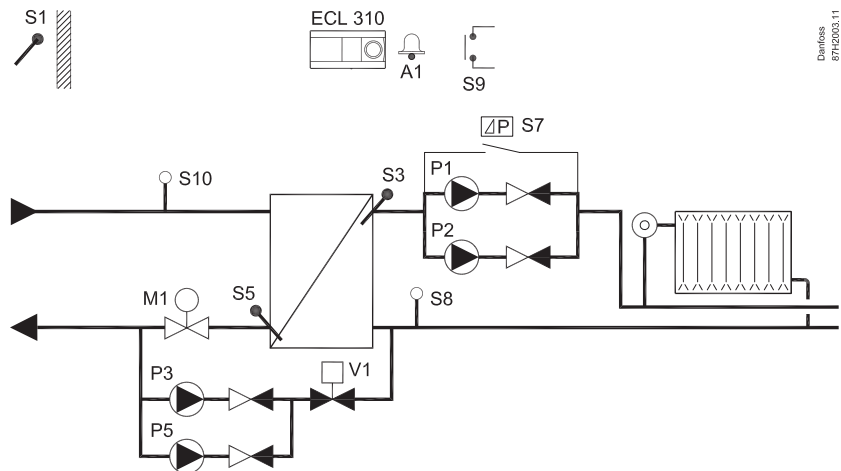 S1
ECL 310
A1
S9
Danfoss
87H2003.11
P S7
S10
S3
P1
P2
M1
S5
S8
V1
P3
P5